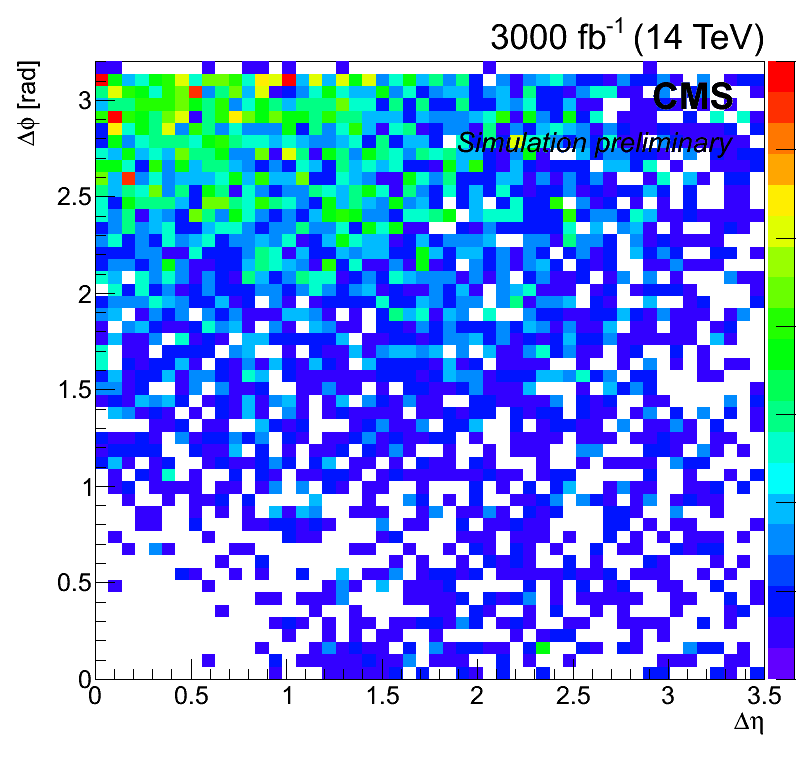 3000 fb-1 (14 TeV)
CMS
Simulation preliminary
Δϕ [rad]
3
2.5
2
1.5
1
0.5
0
0 0.5 1 1.5 2 2.5 3 3.5
Δη